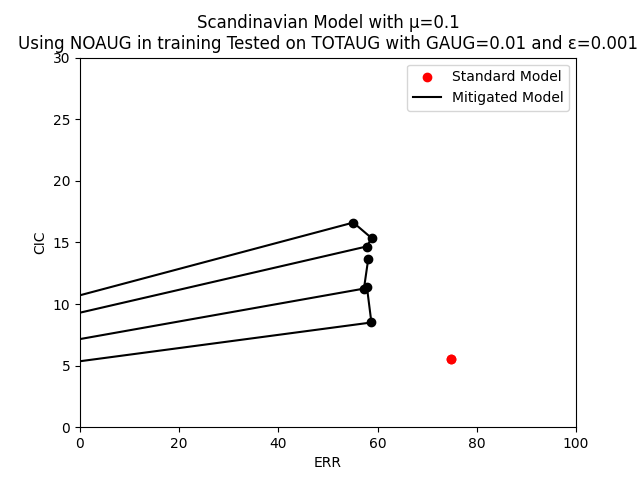 Scandinavian Model with μ=0.1
Using NOAUG in training Tested on TOTAUG with GAUG=0.01 and ε=0.001
30
25
20
15
10
5
0
CIC
Standard Model
Mitigated Model
0 20 40 60 80 100
ERR